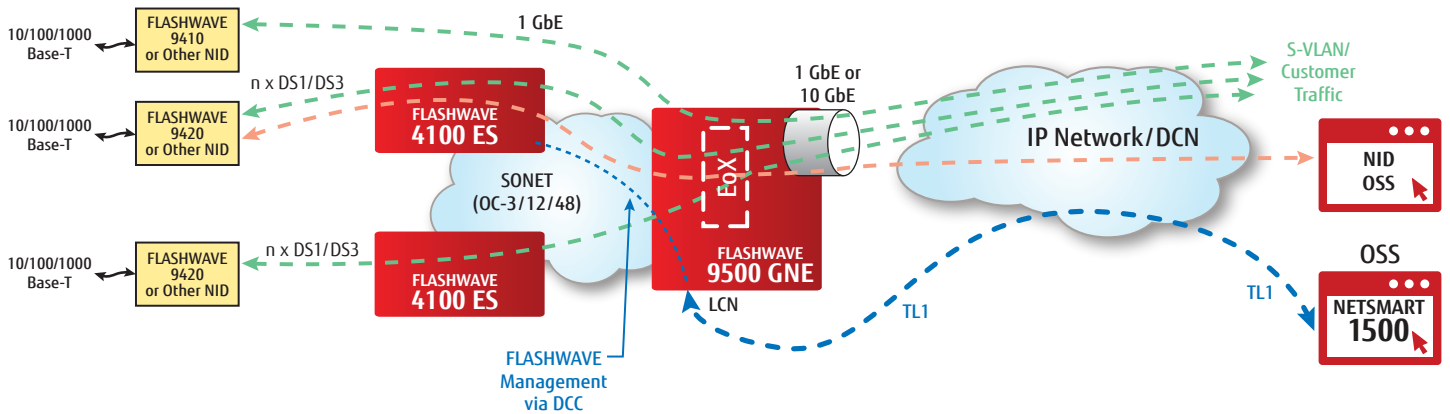 10/100/1000
Base-T
FLASHWAVE
9410
or Other NID
1 GbE
n x DS1/DS3
10/100/1000
Base-T
FLASHWAVE
9420
or Other NID
FLASHWAVE
4100 ES
SONET
(OC-3/12/48)
10/100/1000
Base-T
FLASHWAVE
9420
or Other NID
n x DS1/DS3
FLASHWAVE
4100 ES
FLASHWAVE
Management
via DCC
EoX
FLASHWAVE
9500 GNE
LCN
1 GbE or
10 GbE
IP Network/DCN
S-VLAN/
Customer
Traffic
NID
OSS
TL1
TL1
OSS
NETSMART
1500